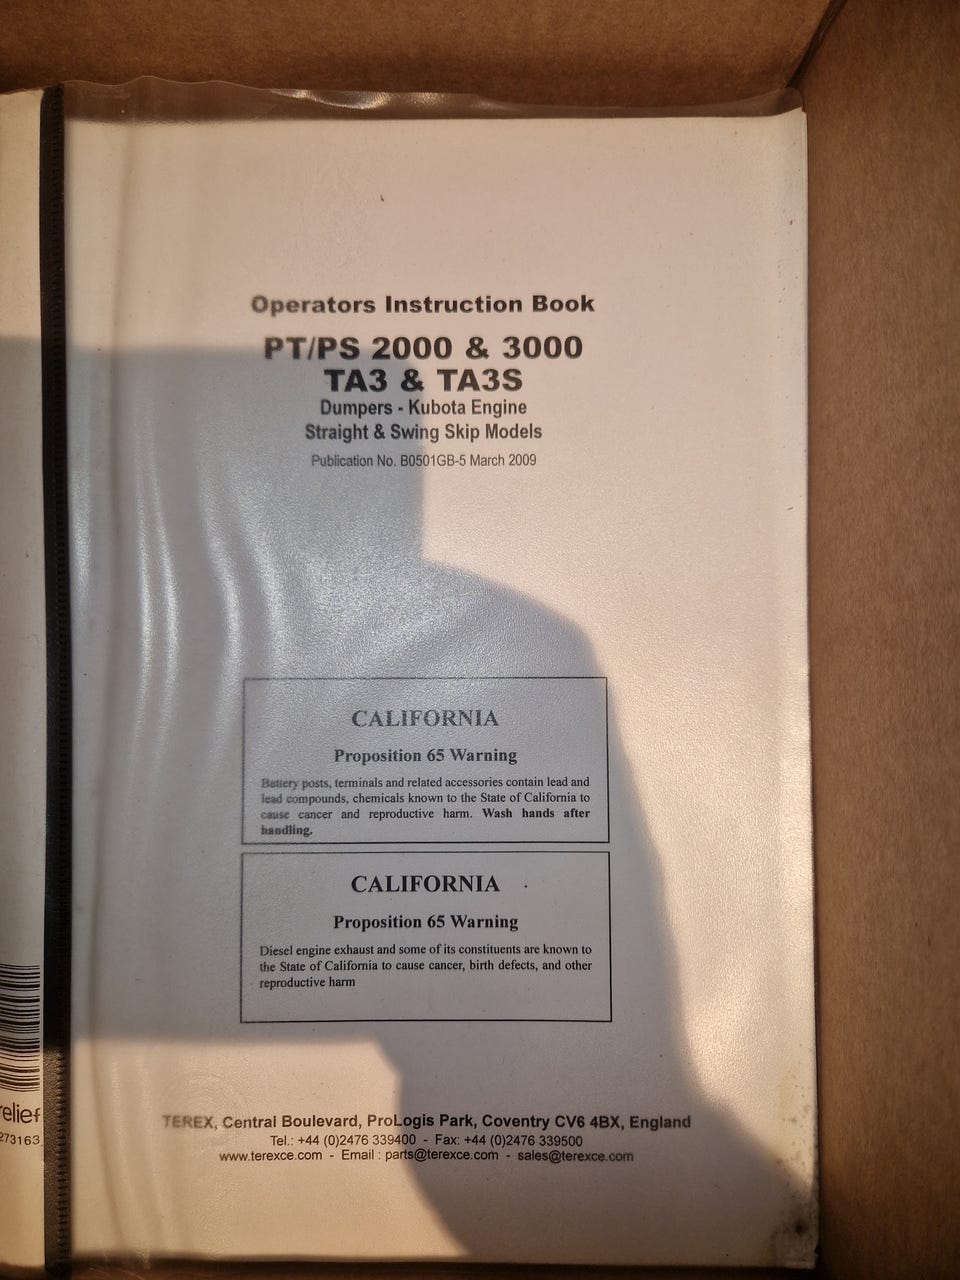 Operators Instruction Book
PT/PS 2000 & 3000
TA3 & TA3S
Dumpers - Kubota Engine
Straight & Swing Skip Models
Publication No. B0501GB-5 March 2009
CALIFORNIA
Proposition 65 Warning
Battery posts, terminals and related accessories contain lead and
lead compounds, chemicals known to the State of California to
cause cancer and reproductive harm. Wash hands after
handling.
CALIFORNIA
Proposition 65 Warning
Diesel engine exhaust and some of its constituents are known to
the State of California to cause cancer, birth defects, and other
reproductive harm
TEREX, Central Boulevard, ProLogis Park, Coventry CV6 4BX, England
Tel.: +44 (0)2476 339400 - Fax: +44 (0)2476 339500
www.terexce.com - Email : parts@terexce.com - sales@terexce.com
elief
273163